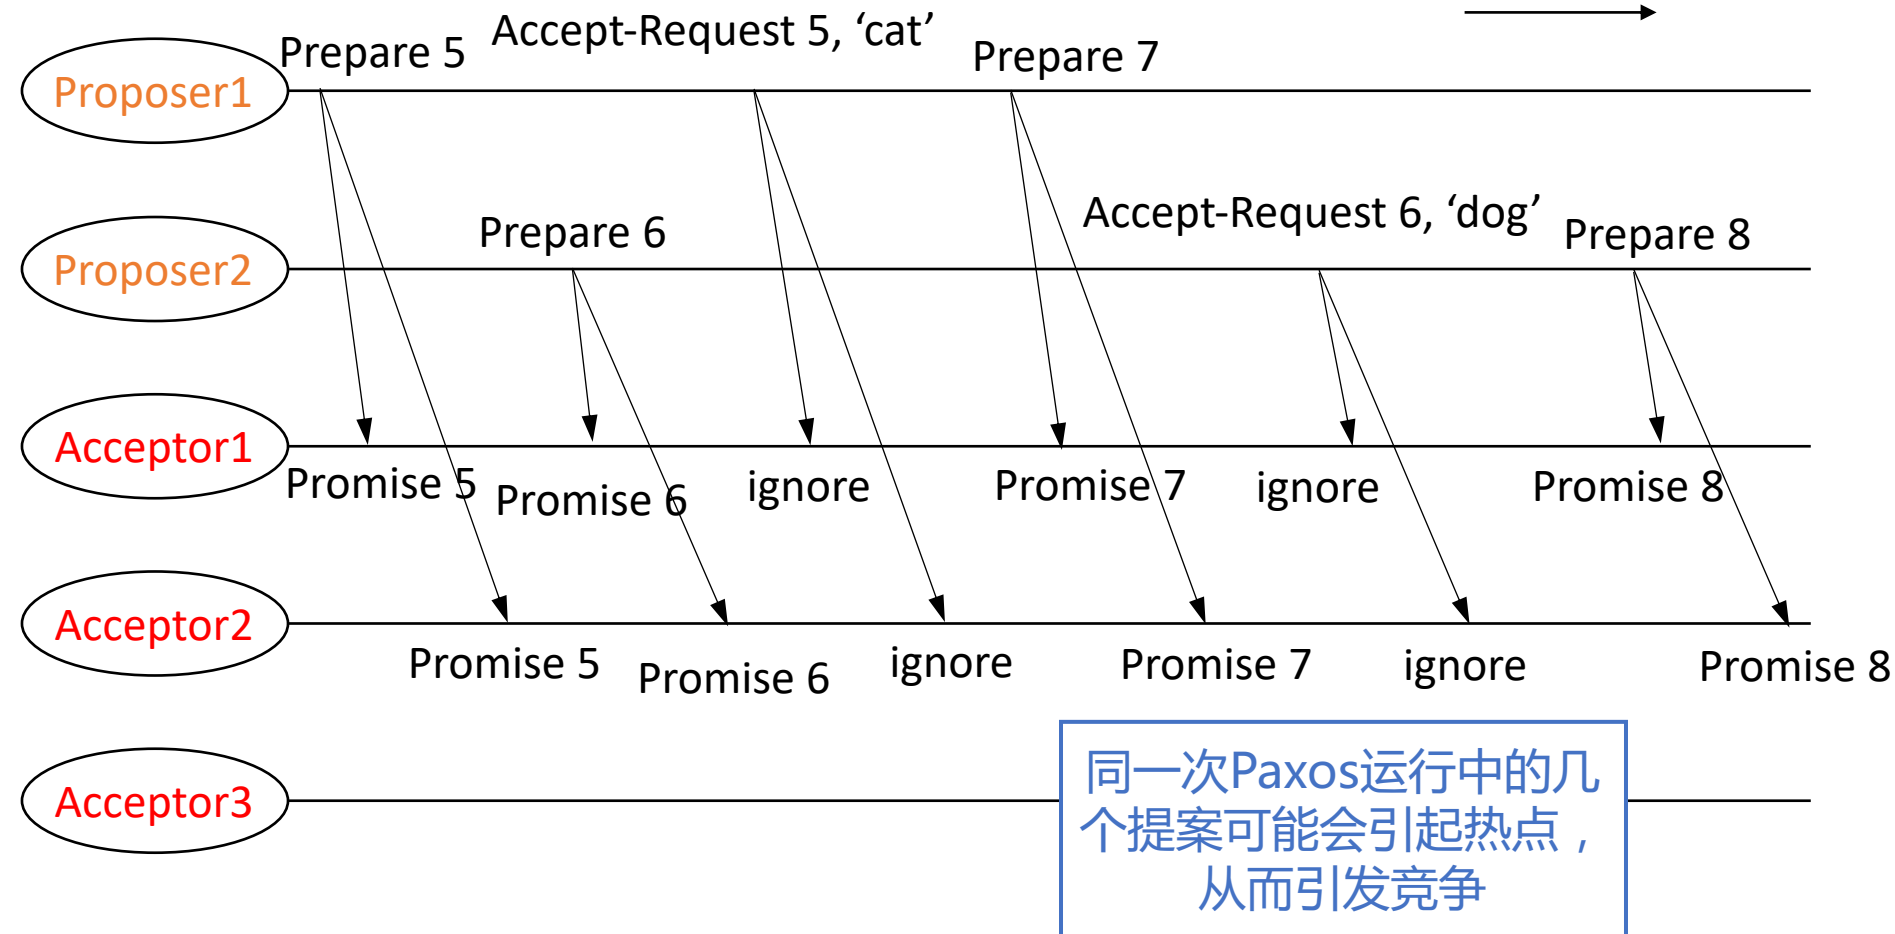 Prepare 5
Accept-Request 5, ‘cat’
Prepare 7
Proposer1
Prepare 6
Accept-Request 6, ‘dog’
Prepare 8
Proposer2
Acceptor1
Promise 5
Promise 6
ignore
Promise 7
ignore
Promise 8
Acceptor2
Promise 5
Promise 6
ignore
Promise 7
ignore
Promise 8
Acceptor3
同一次Paxos运行中的几
个提案可能会引起热点，
从而引发竞争